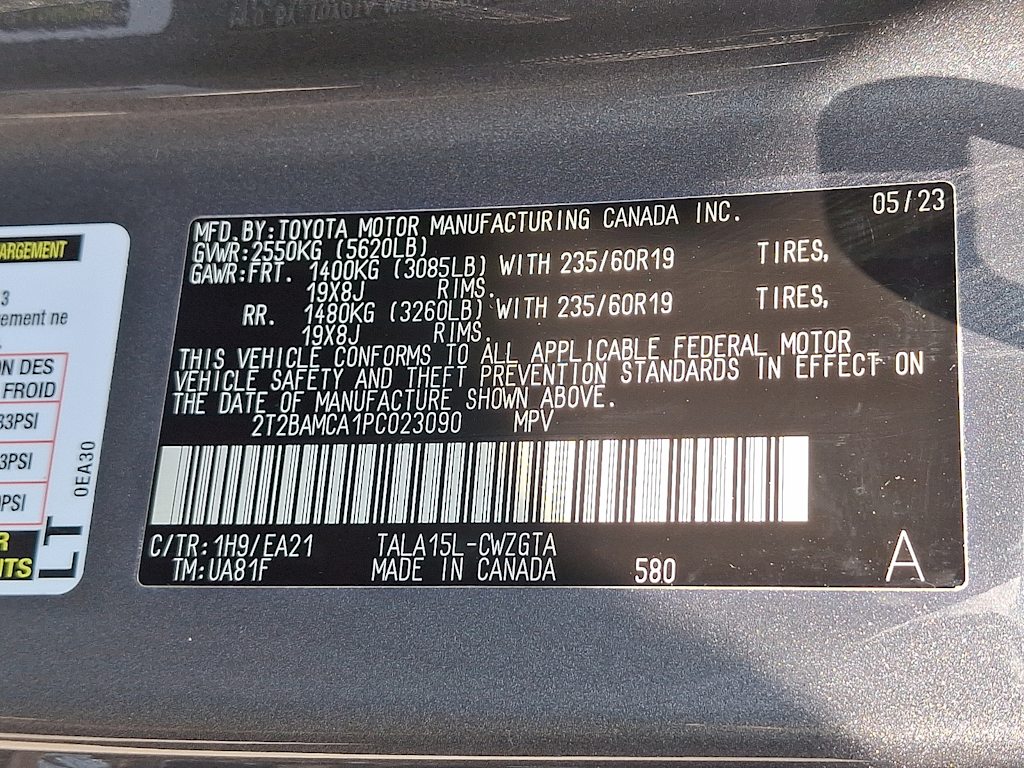 MFD.BY:TOYOTA MOTOR MANUFACTURING CANADA INC. 05/23
GVWR:2550KG (5620LB)
GAWR:FRT. 1400KG (3085LB) WITH 235/60R19 TIRES,
19X8J RIMS.
RR. 1480KG (3260LB) WITH 235/60R19 TIRES,
19X8J RIMS.
THIS VEHICLE CONFORMS TO ALL APPLICABLE FEDERAL MOTOR
VEHICLE SAFETY AND THEFT PREVENTION STANDARDS IN EFFECT ON
THE DATE OF MANUFACTURE SHOWN ABOVE.
2T2BAMCA1PC023090 MPV
C/TR:1H9/EA21 TALA15L-CWZGTA
TM:UA81F MADE IN CANADA 580 A
ARGEMENT
3
ement ne
ON DES
FROID
33PSI
3PSI
PSI
R
NTS
LT
0EA30